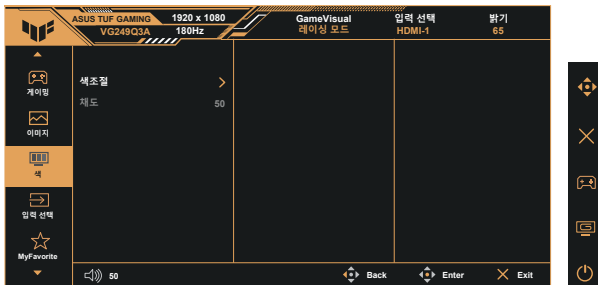 ASUS TUF GAMING 1920 x 1080 GameVisual 입력 선택 밝기
VG249Q3A 180Hz 레이싱 모드 HDMI-1 65
게이밍
이미지
색
입력 선택
MyFavorite
색조절
채도 50
50 Back Enter Exit